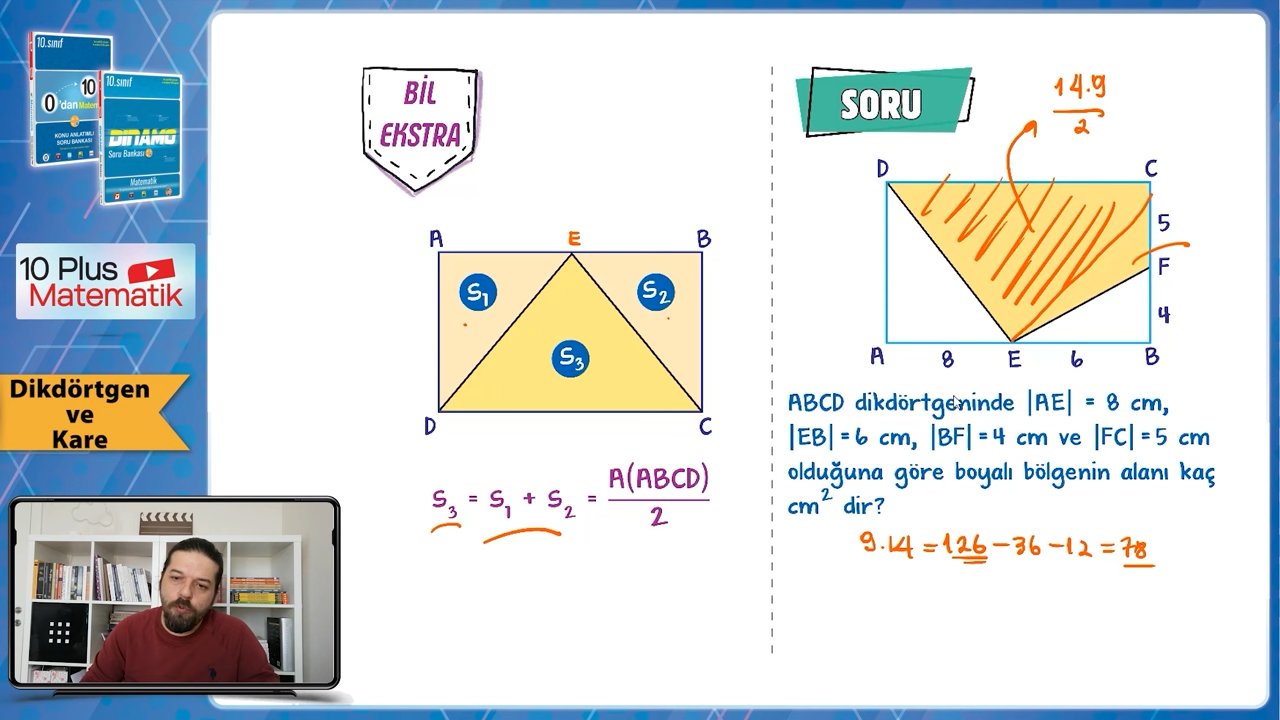 10.sınıf
0'dan 10
KONU ANLATIMLI
SORU BANKASI
10.sınıf
DİNAMO
Soru Bankası
Matematik
10 Plus
Matematik
Dikdörtgen
ve
Kare
BİL
EKSTRA
A E B
S1 S2
S3
D C
S3 = S1 + S2 = A(ABCD)/2
SORU
14.9/2
D C
5
F
4
A 8 E 6 B
ABCD dikdörtgeninde |AE| = 8 cm,
|EB| = 6 cm, |BF| = 4 cm ve |FC| = 5 cm
olduğuna göre boyalı bölgenin alanı kaç
cm² dir?
9.14 = 126 − 36 − 12 = 78